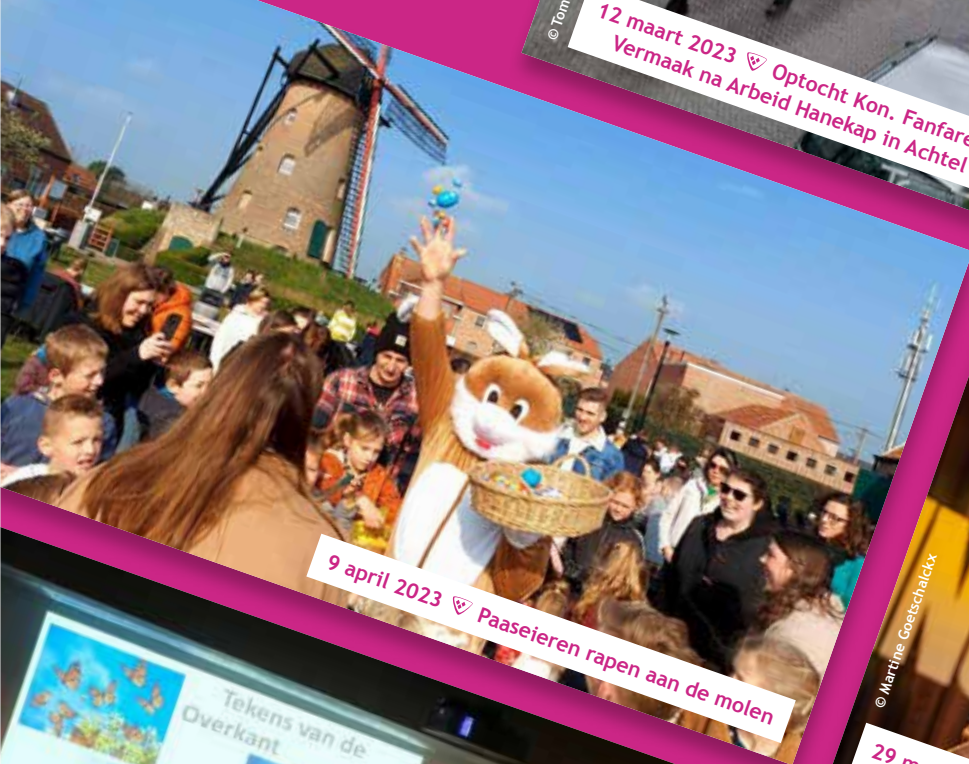 © Tom
12 maart 2023 Optocht Kon. Fanfare
Vermaak na Arbeid Hanekap in Achtel
9 april 2023 Paaseieren rapen aan de molen
© Martine Goetschalckx
Tekens van de
Overkant
29 m